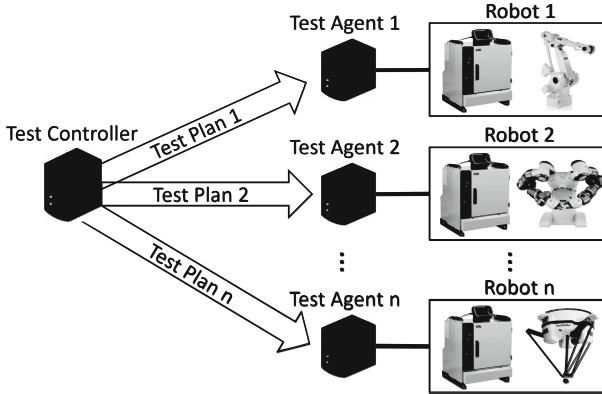 Test Agent 1
Robot 1
Test Controller
Test Plan 1
Test Agent 2
Robot 2
Test Plan 2
Test Plan n
Test Agent n
Robot n